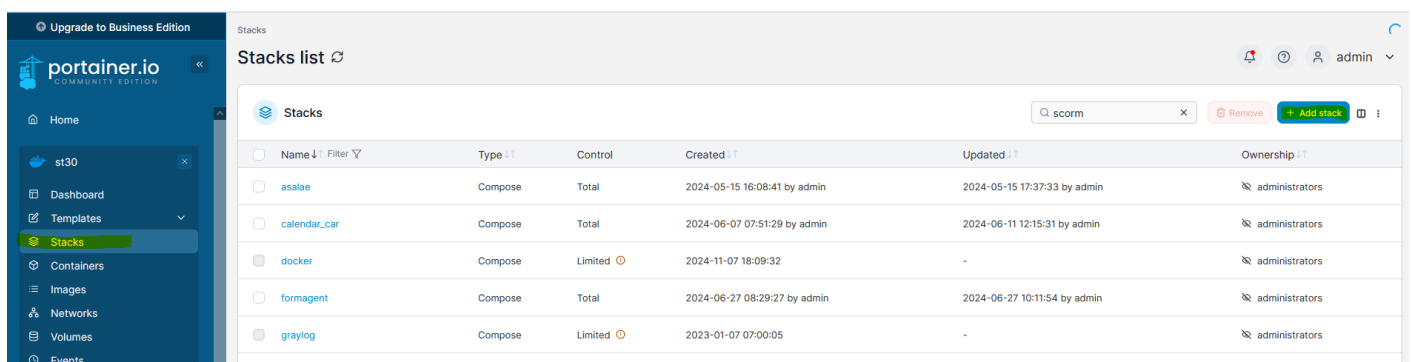 Upgrade to Business Edition
portainer.io
COMMUNITY EDITION
Home
st30
Dashboard
Templates
Stacks
Containers
Images
Networks
Volumes
Events
Stacks
Stacks list
admin
Stacks
scorm
Remove
+ Add stack
Name Filter Type Control Created Updated Ownership
asalae Compose Total 2024-05-15 16:08:41 by admin 2024-05-15 17:37:33 by admin administrators
calendar_car Compose Total 2024-06-07 07:51:29 by admin 2024-06-11 12:15:31 by admin administrators
docker Compose Limited 2024-11-07 18:09:32 - administrators
formagent Compose Total 2024-06-27 08:29:27 by admin 2024-06-27 10:11:54 by admin administrators
graylog Compose Limited 2023-01-07 07:00:05 - administrators